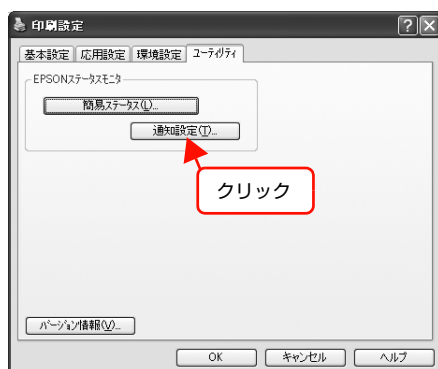 印刷設定
基本設定 応用設定 環境設定 ユーティリティ
EPSONステータスモニタ
簡易ステータス(L)...
通知設定(T)...
クリック
バージョン情報(V)...
OK キャンセル ヘルプ